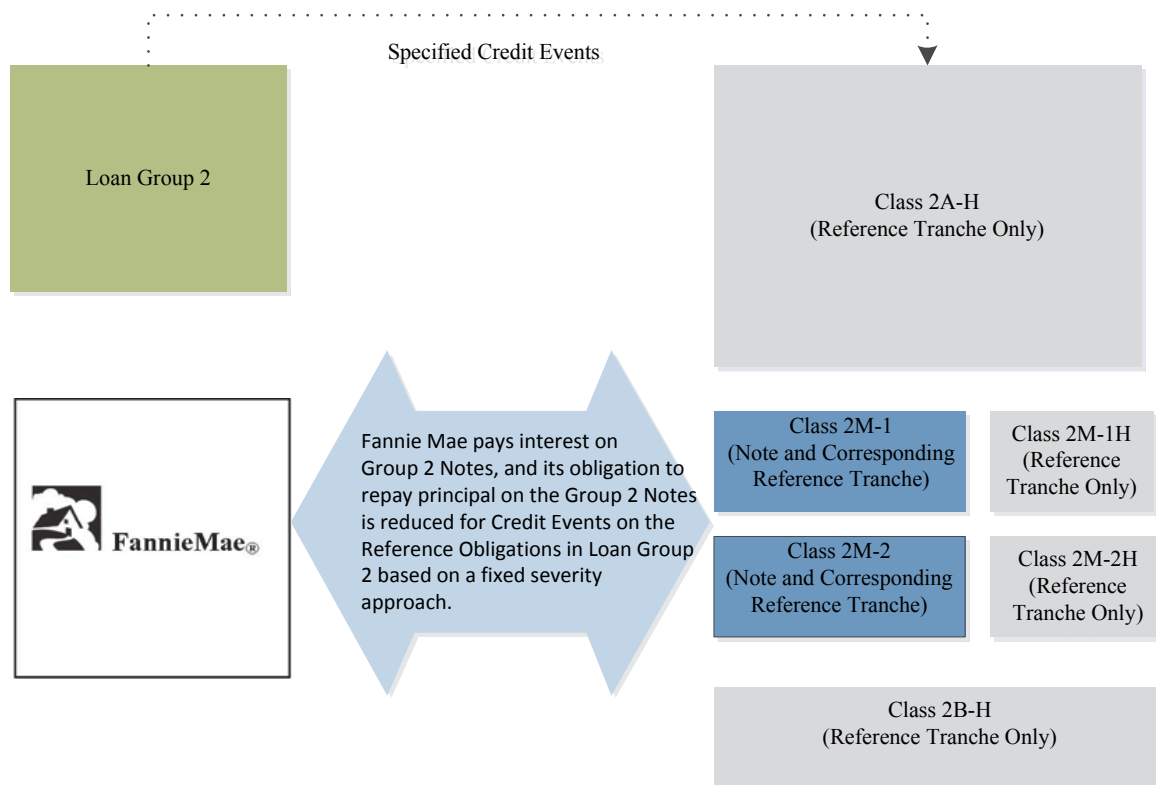 Specified Credit Events
Loan Group 2
Class 2A-H
(Reference Tranche Only)
FannieMae®
Fannie Mae pays interest on
Group 2 Notes, and its obligation to
repay principal on the Group 2 Notes
is reduced for Credit Events on the
Reference Obligations in Loan Group
2 based on a fixed severity
approach.
Class 2M-1
(Note and Corresponding
Reference Tranche)
Class 2M-1H
(Reference
Tranche Only)
Class 2M-2
(Note and Corresponding
Reference Tranche)
Class 2M-2H
(Reference
Tranche Only)
Class 2B-H
(Reference Tranche Only)